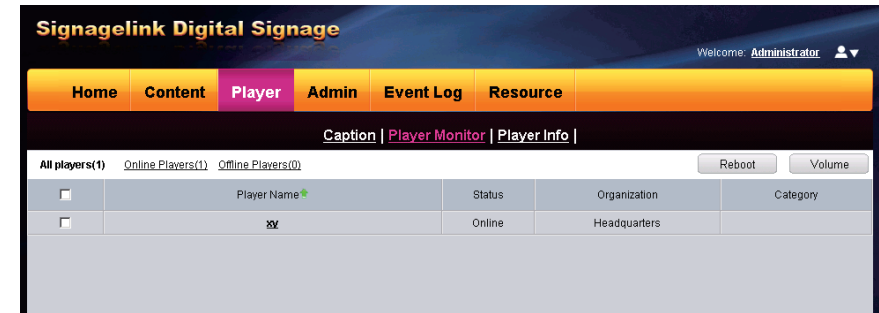 Signagelink Digital Signage
Welcome: Administrator
Home Content Player Admin Event Log Resource
Caption | Player Monitor | Player Info |
All players(1) Online Players(1) Offline Players(0) Reboot Volume
Player Name Status Organization Category
xy Online Headquarters